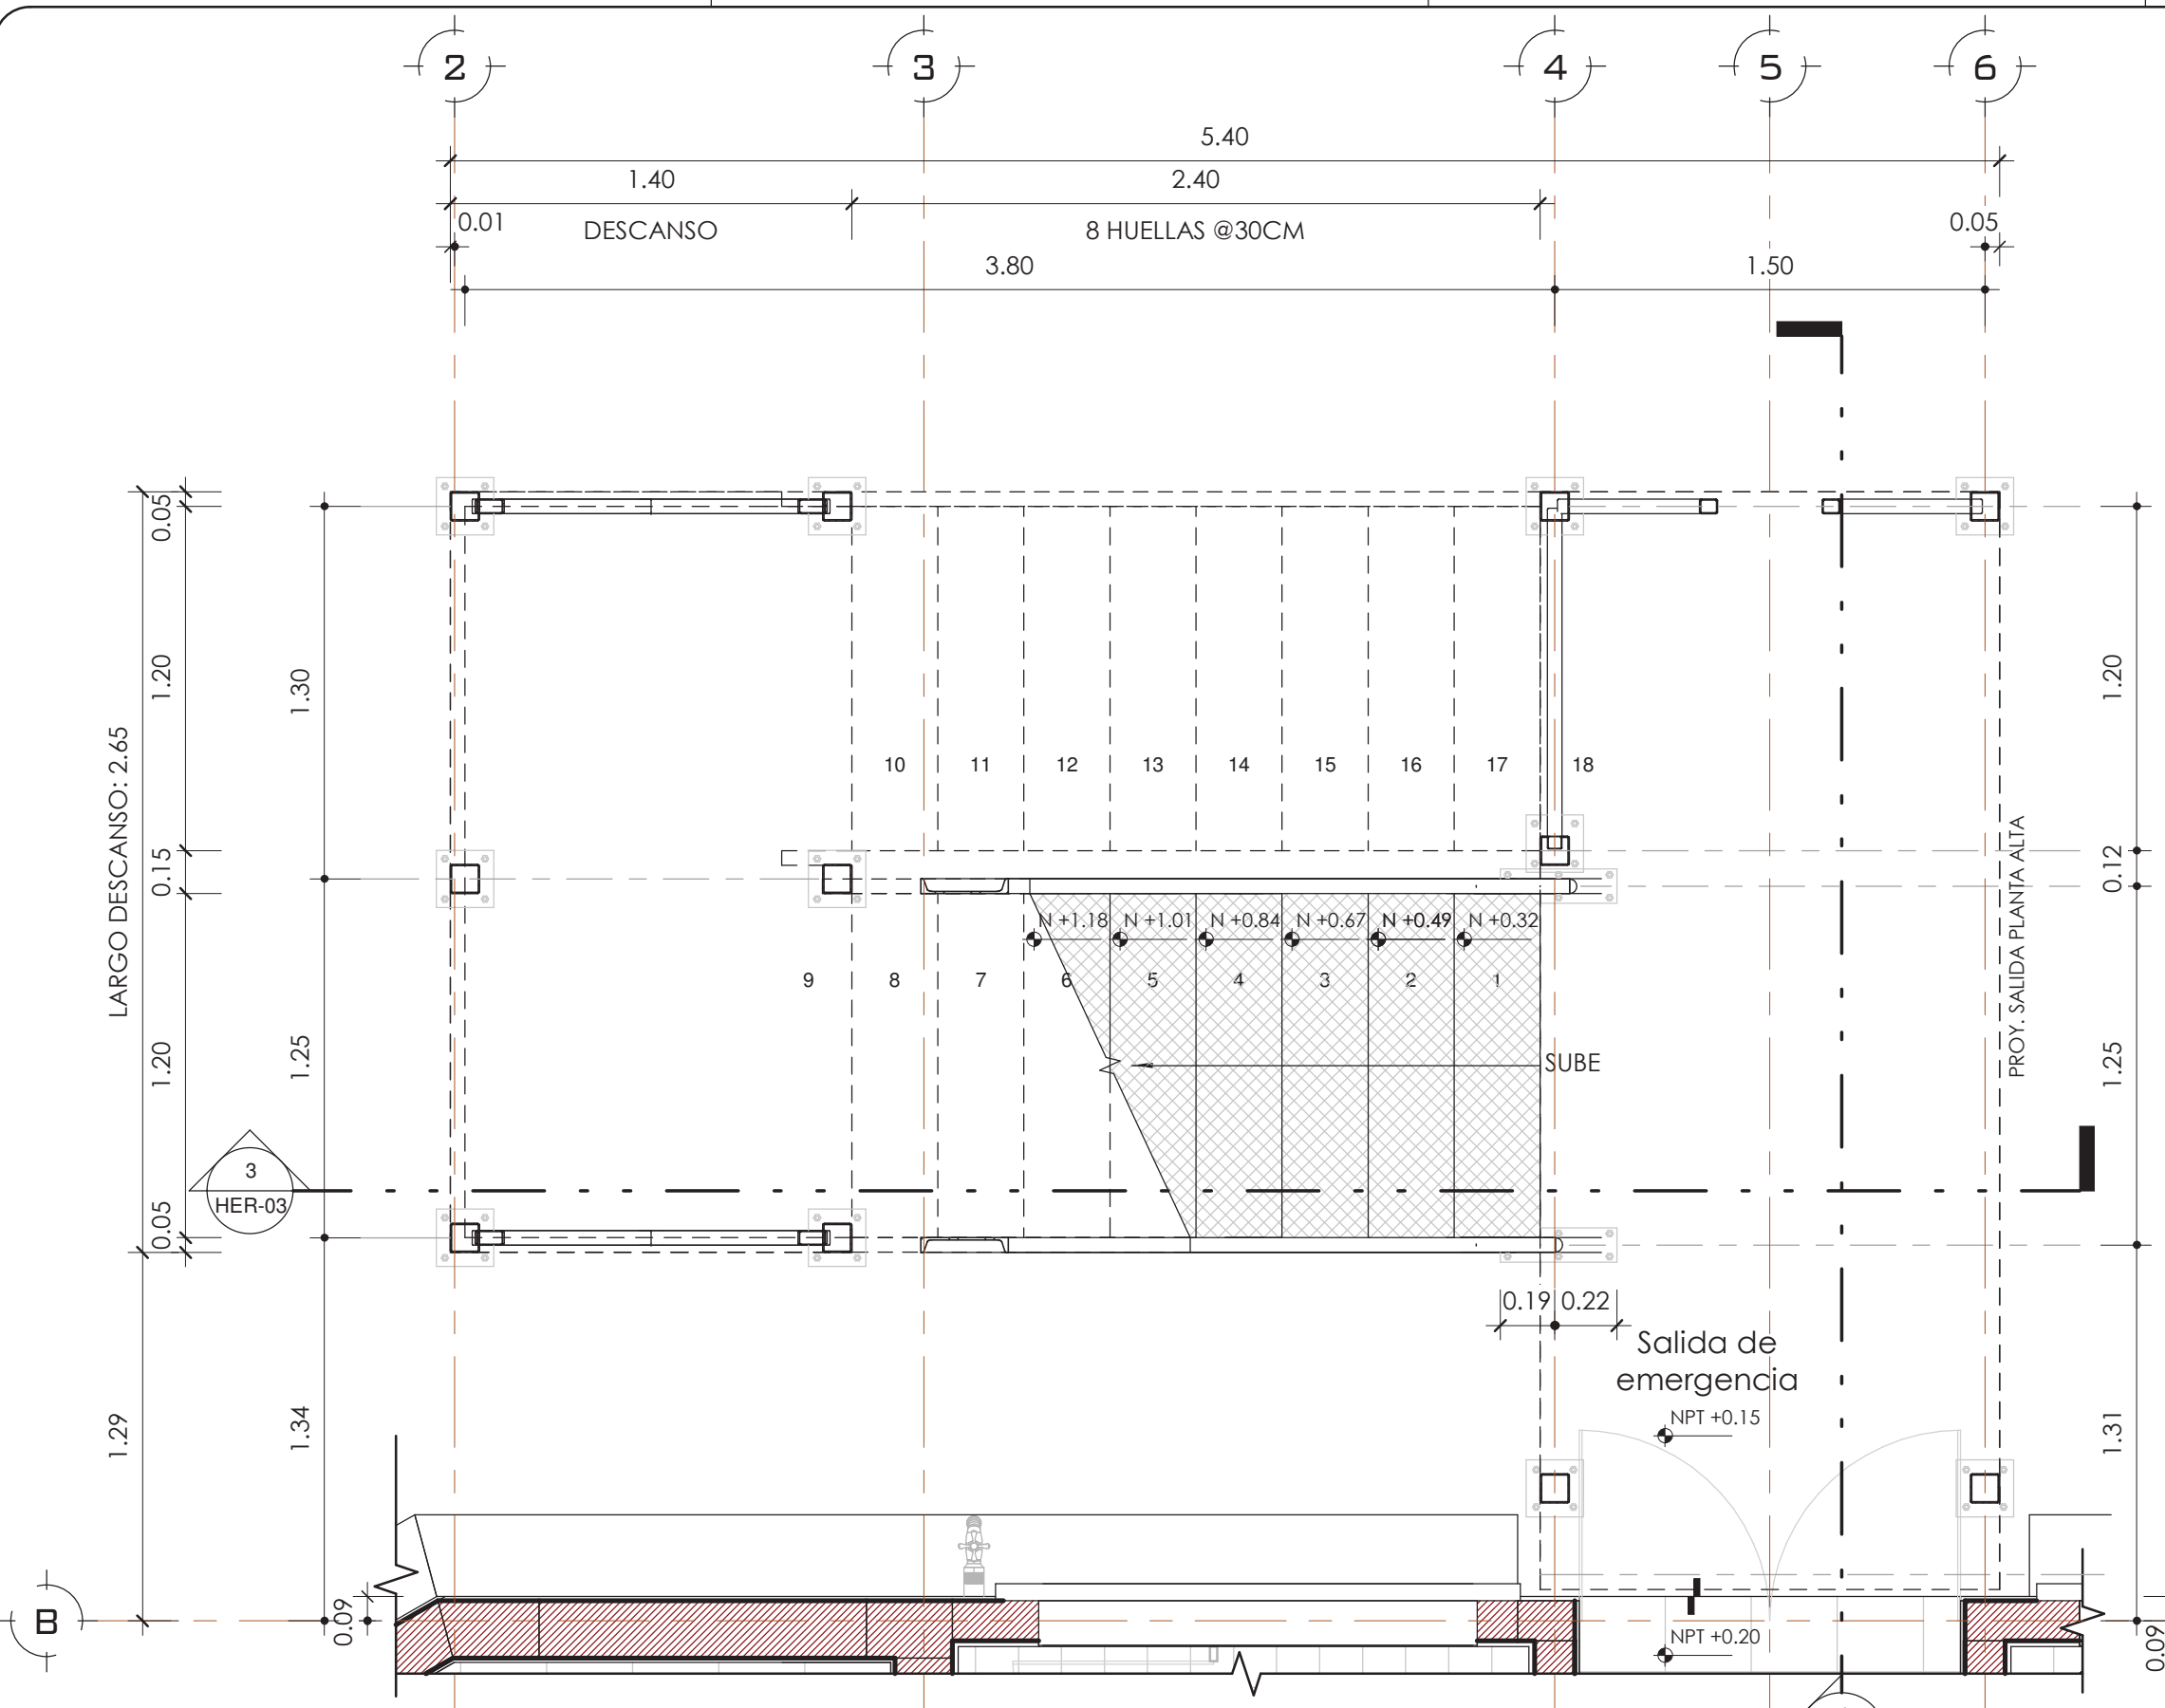 2 3 4 5 6
5.40
1.40 2.40
0.01 DESCANSO 8 HUELLAS @30CM 0.05
3.80 1.50
0.05
1.20
1.30
1.20
LARGO DESCANSO: 2.65
10 11 12 13 14 15 16 17 18
0.15
0.12
PROY. SALIDA PLANTA ALTA
N +1.18 N +1.01 N +0.84 N +0.67 N +0.49 N +0.32
9 8 7 6 5 4 3 2 1
1.20
1.25
SUBE
1.25
3
HER-03
0.05
0.19 0.22
Salida de
emergencia
NPT +0.15
1.29
1.34
1.31
B
0.09
NPT +0.20
0.09